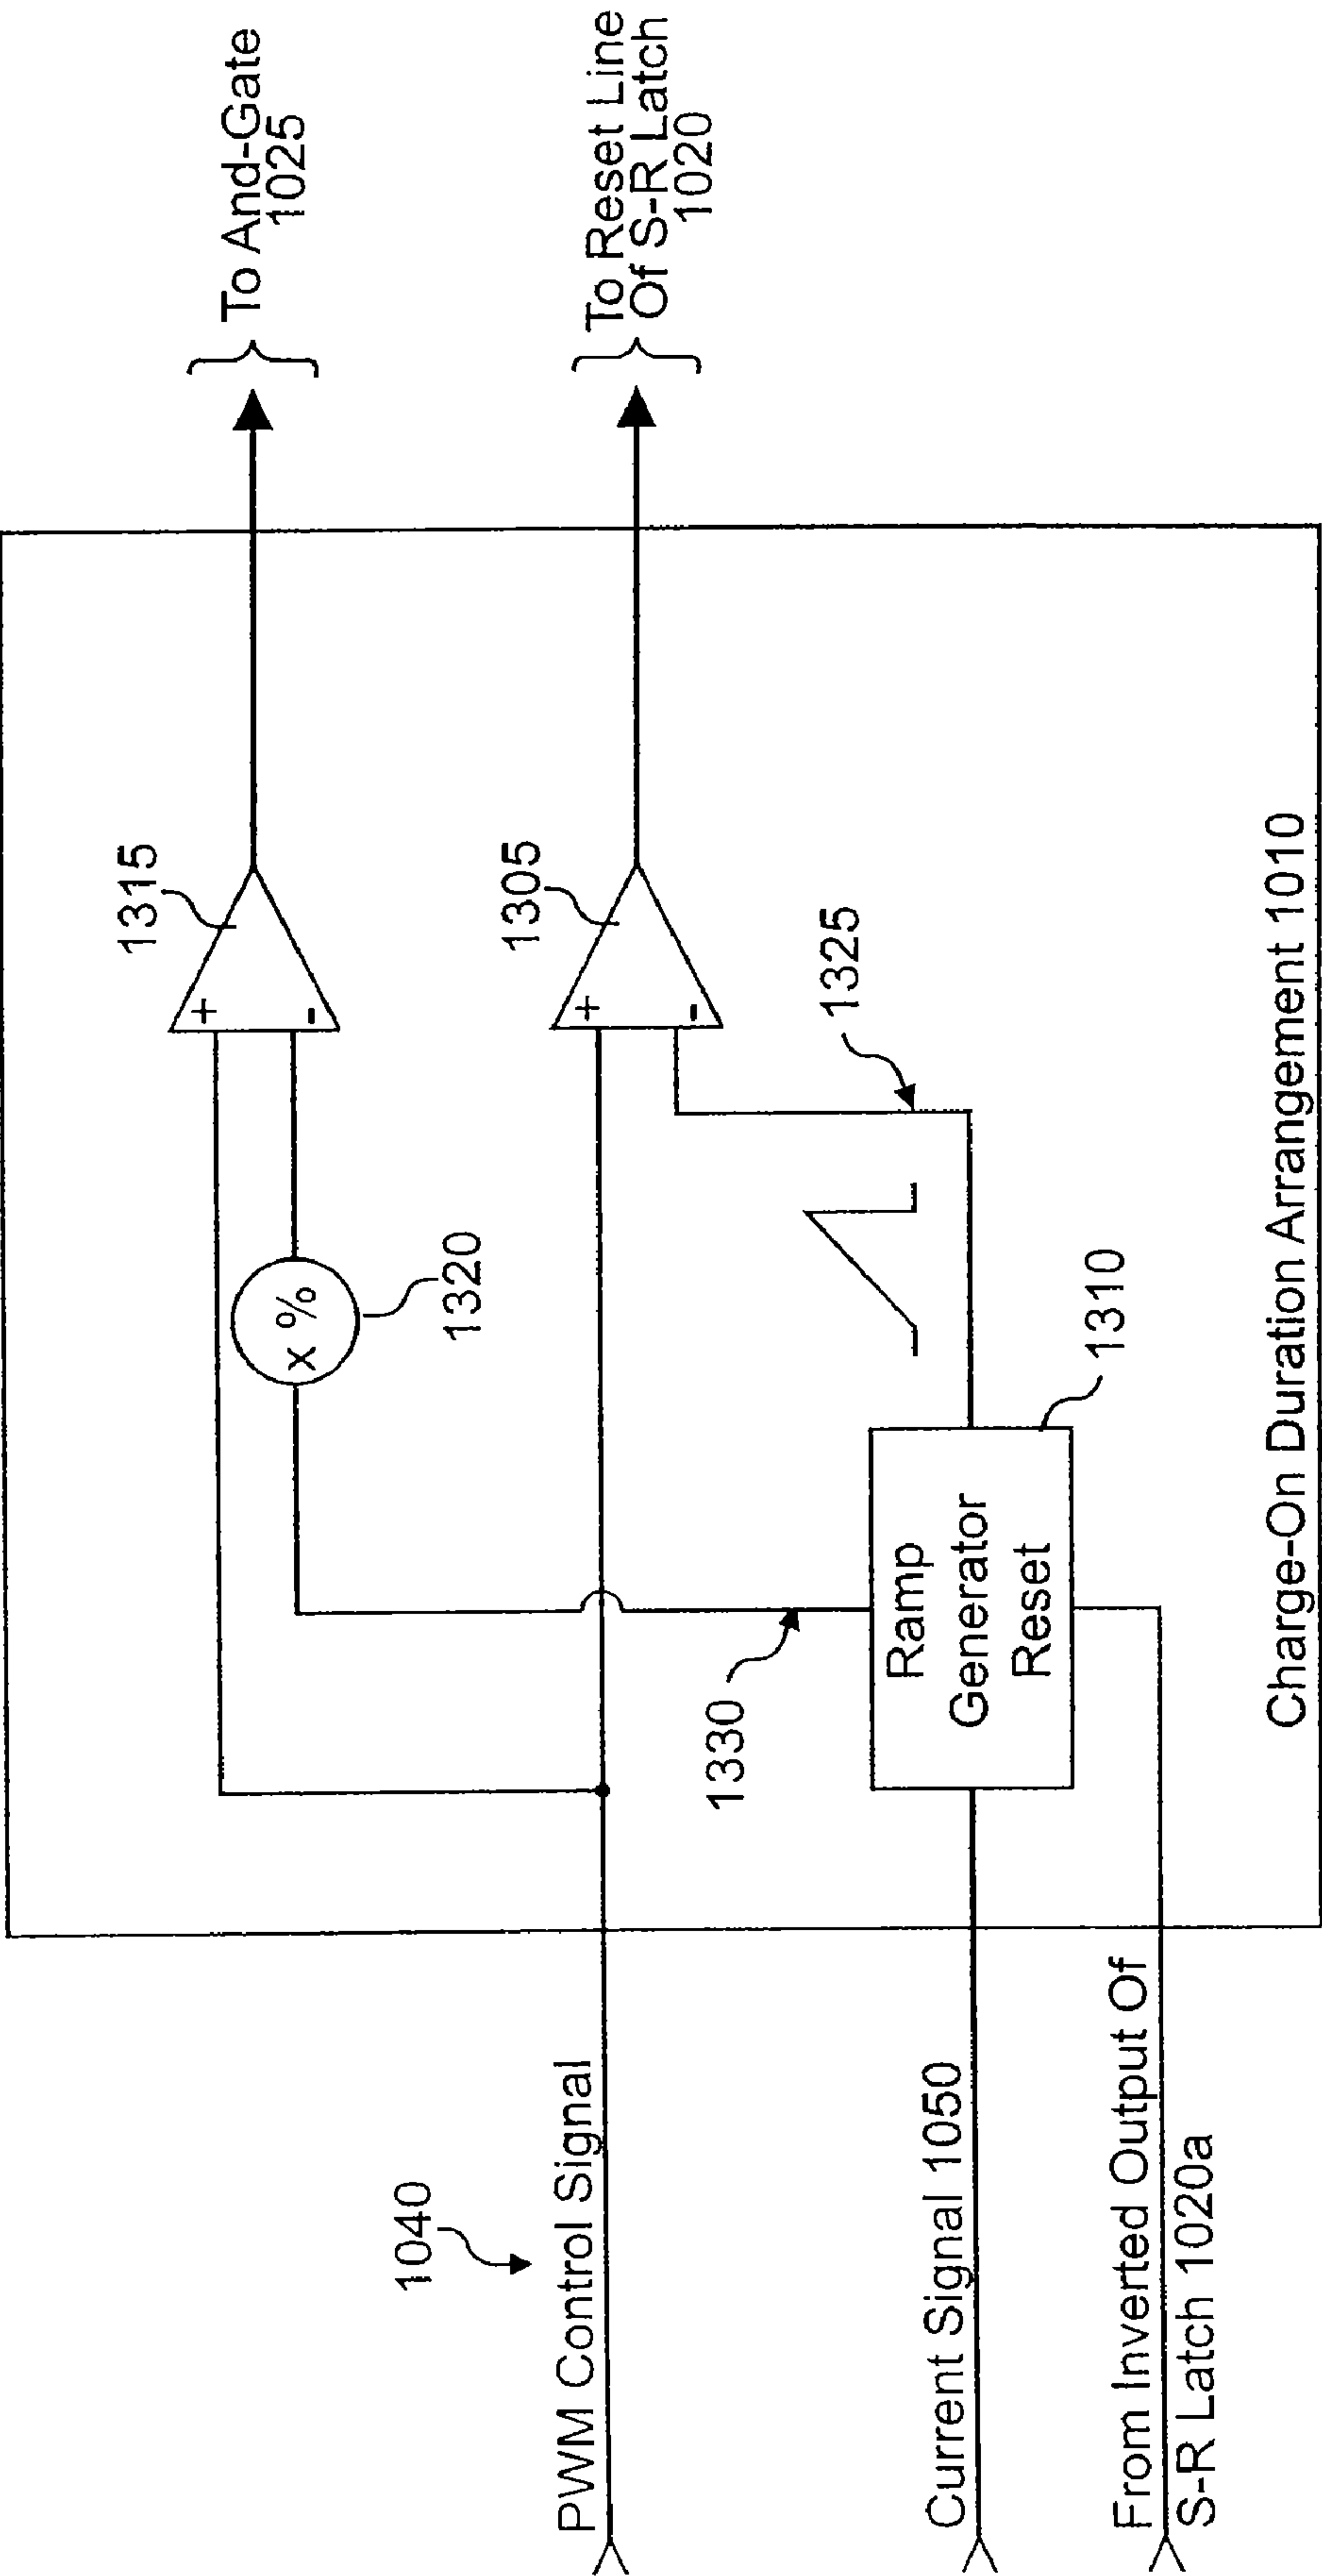 To And-Gate
1025
To Reset Line
Of S-R Latch
1020
1315
+
-
1305
+
-
x %
1320
1325
1330
Ramp
Generator
Reset
1310
1040
PWM Control Signal
Current Signal 1050
From Inverted Output Of
S-R Latch 1020a
Charge-On Duration Arrangement 1010